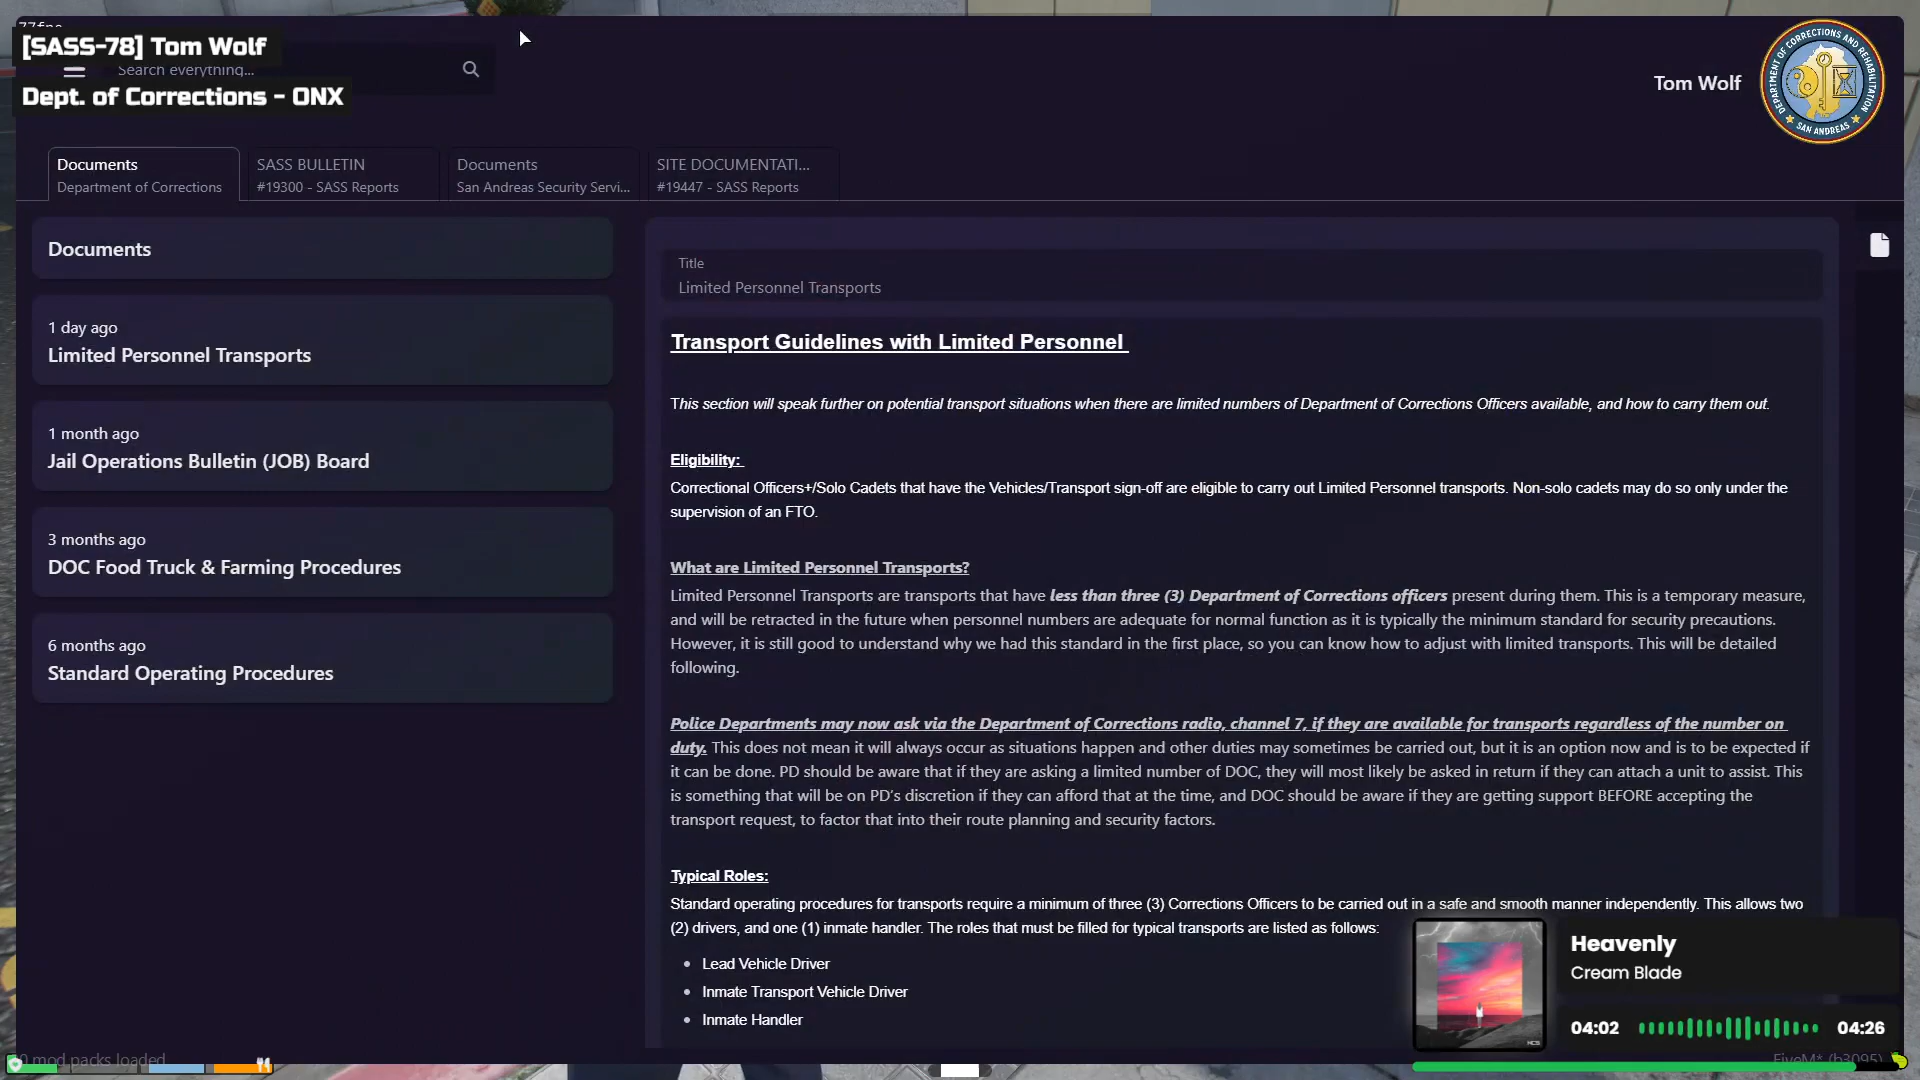 77fps
[SASS-78] Tom Wolf
Search everything...
Dept. of Corrections - ONX
Tom Wolf
DEPARTMENT OF CORRECTIONS AND REHABILITATION
SAN ANDREAS
Documents
Department of Corrections
SASS BULLETIN
#19300 - SASS Reports
Documents
San Andreas Security Servi...
SITE DOCUMENTATI...
#19447 - SASS Reports
Documents
1 day ago
Limited Personnel Transports
1 month ago
Jail Operations Bulletin (JOB) Board
3 months ago
DOC Food Truck & Farming Procedures
6 months ago
Standard Operating Procedures
Title
Limited Personnel Transports
Transport Guidelines with Limited Personnel
This section will speak further on potential transport situations when there are limited numbers of Department of Corrections Officers available, and how to carry them out.
Eligibility:
Correctional Officers+/Solo Cadets that have the Vehicles/Transport sign-off are eligible to carry out Limited Personnel transports. Non-solo cadets may do so only under the
supervision of an FTO.
What are Limited Personnel Transports?
Limited Personnel Transports are transports that have less than three (3) Department of Corrections officers present during them. This is a temporary measure,
and will be retracted in the future when personnel numbers are adequate for normal function as it is typically the minimum standard for security precautions.
However, it is still good to understand why we had this standard in the first place, so you can know how to adjust with limited transports. This will be detailed
following.
Police Departments may now ask via the Department of Corrections radio, channel 7, if they are available for transports regardless of the number on
duty. This does not mean it will always occur as situations happen and other duties may sometimes be carried out, but it is an option now and is to be expected if
it can be done. PD should be aware that if they are asking a limited number of DOC, they will most likely be asked in return if they can attach a unit to assist. This
is something that will be on PD's discretion if they can afford that at the time, and DOC should be aware if they are getting support BEFORE accepting the
transport request, to factor that into their route planning and security factors.
Typical Roles:
Standard operating procedures for transports require a minimum of three (3) Corrections Officers to be carried out in a safe and smooth manner independently. This allows two
(2) drivers, and one (1) inmate handler. The roles that must be filled for typical transports are listed as follows:
• Lead Vehicle Driver
• Inmate Transport Vehicle Driver
• Inmate Handler
Heavenly
Cream Blade
04:02
04:26
mod packs loaded
FiveM* (b3095)